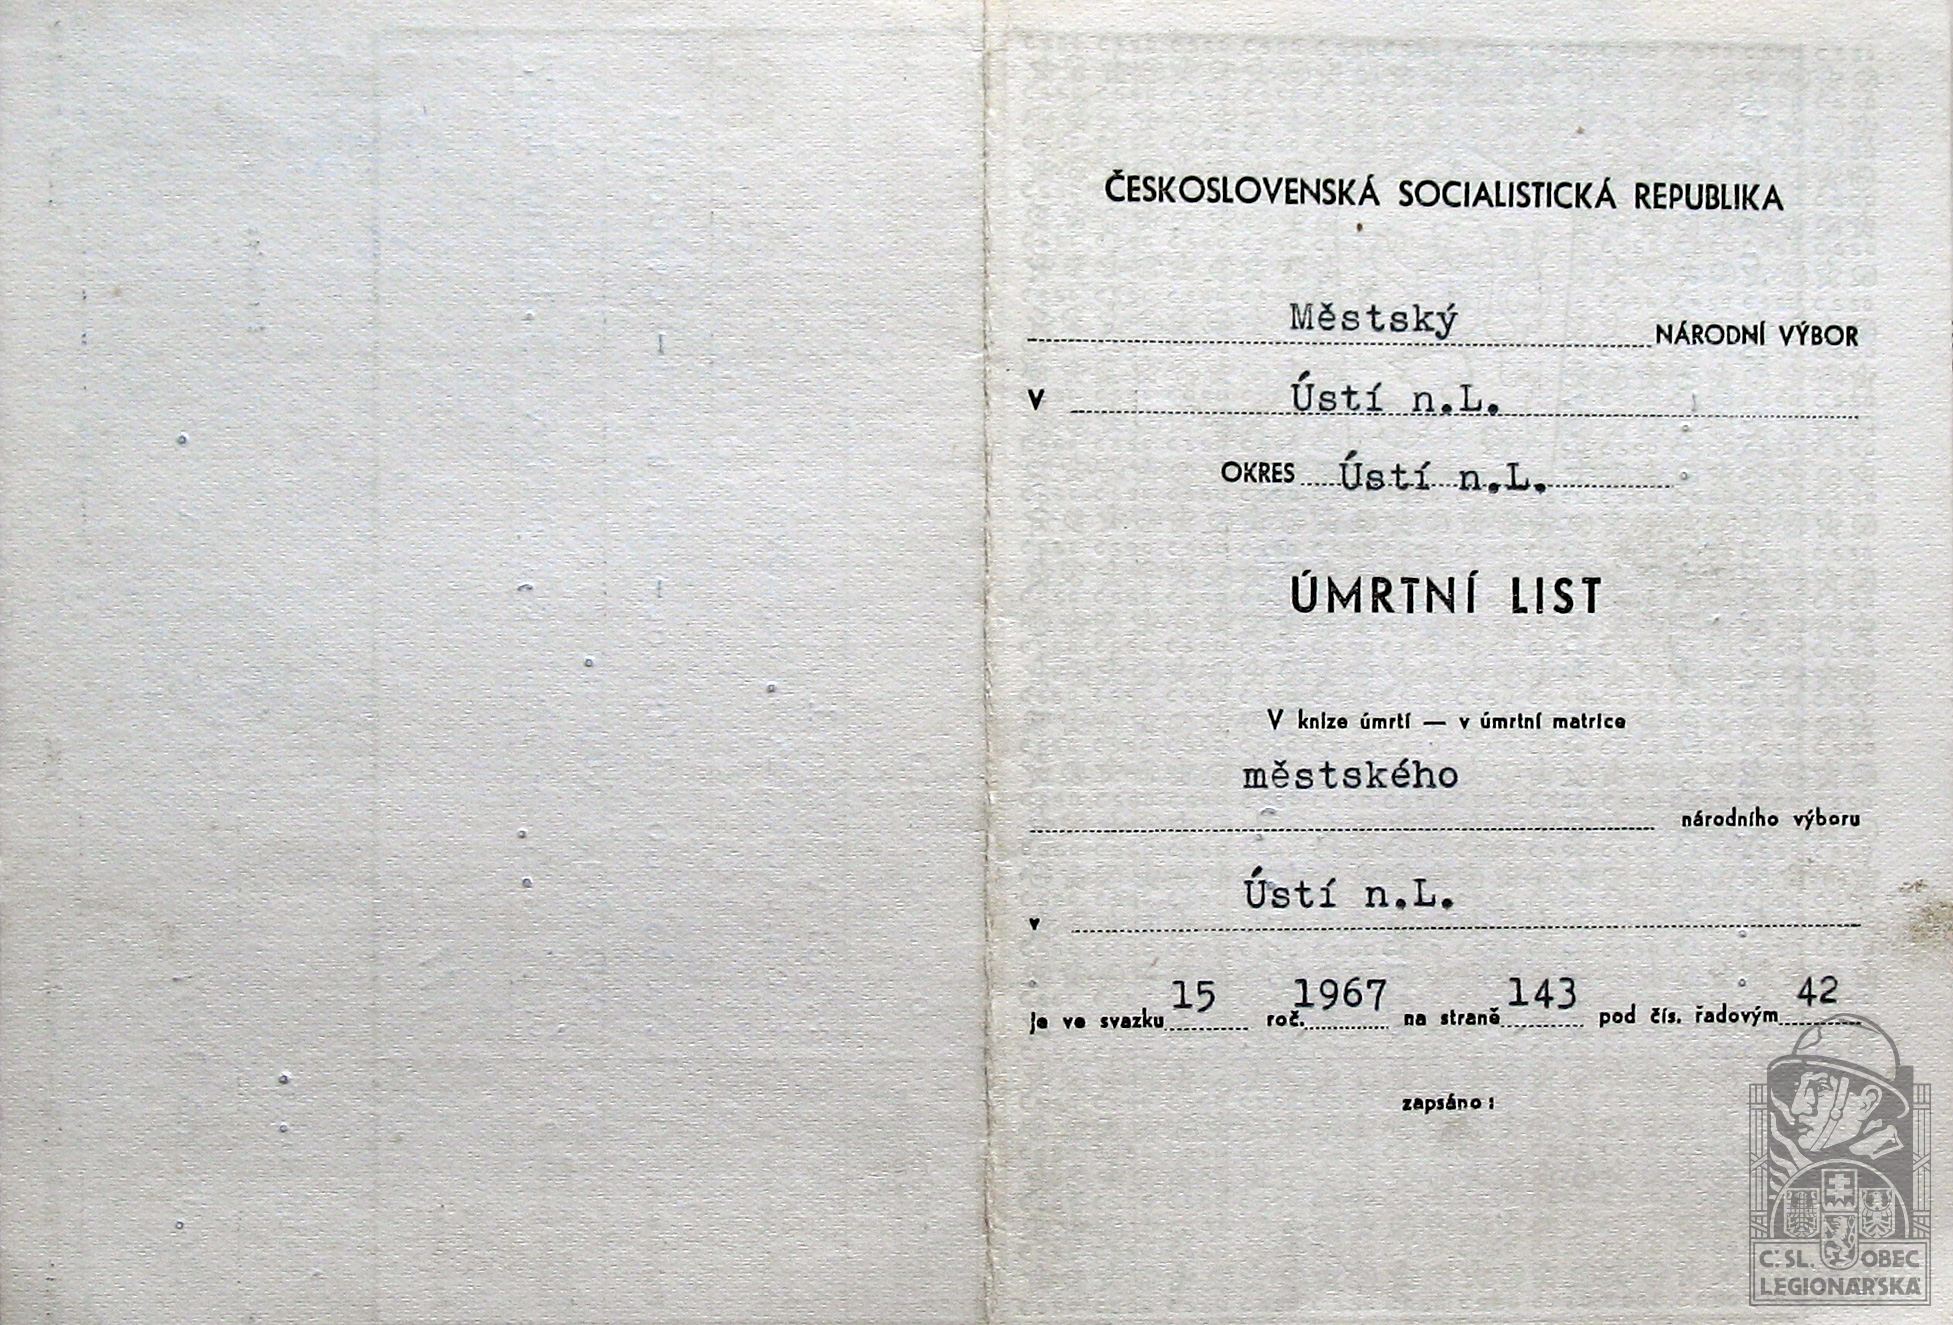 ČESKOSLOVENSKÁ SOCIALISTICKÁ REPUBLIKA
Městský NÁRODNÍ VÝBOR
V Ústí n.L.
OKRES Ústí n.L.
ÚMRTNÍ LIST
V knize úmrtí — v úmrtní matrice
městského
národního výboru
v Ústí n.L.
je ve svazku 15 roč. 1967 na straně 143 pod čís. řadovým 42
zapsáno :
Č. SL. OBEC
LEGIONÁŘSKÁ